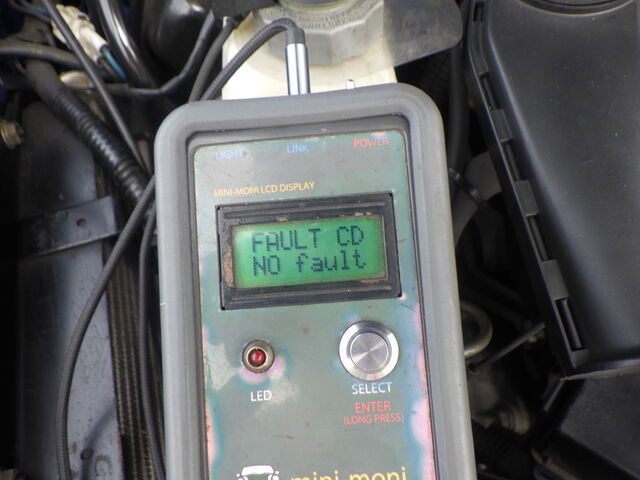 LIGHT LINK POWER
MINI-MONI LCD DISPLAY
FAULT CD
NO fault
LED
SELECT
ENTER
(LONG PRESS)
mini moni